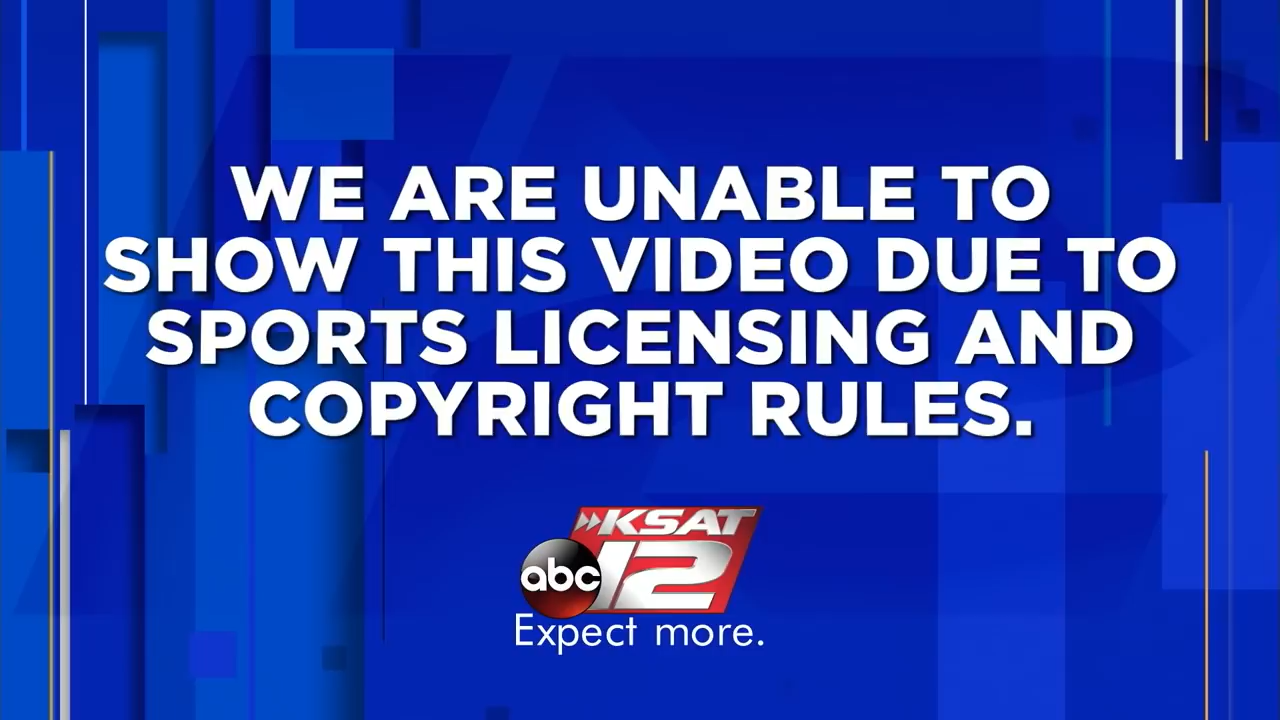 WE ARE UNABLE TO
SHOW THIS VIDEO DUE TO
SPORTS LICENSING AND
COPYRIGHT RULES.
KSAT
abc 12
Expect more.